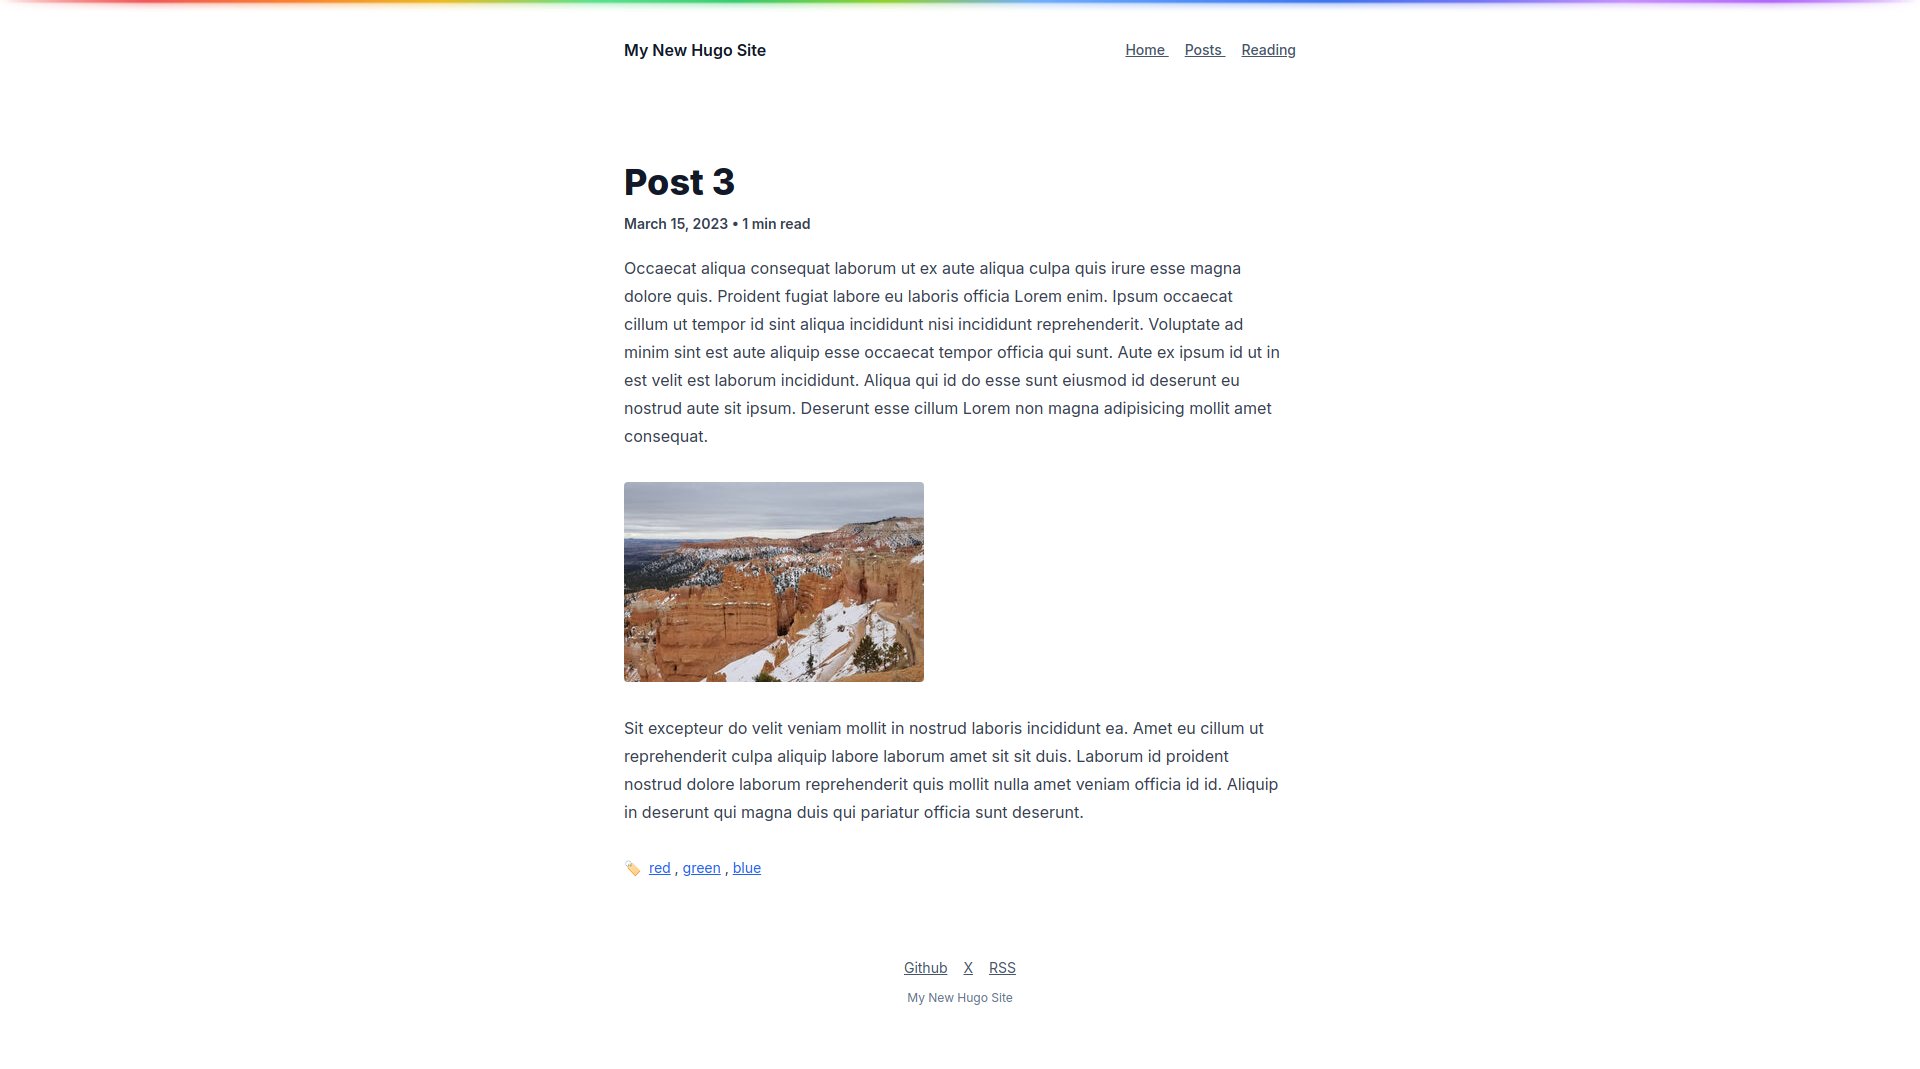 My New Hugo Site
Home Posts Reading
Post 3
March 15, 2023 • 1 min read
Occaecat aliqua consequat laborum ut ex aute aliqua culpa quis irure esse magna
dolore quis. Proident fugiat labore eu laboris officia Lorem enim. Ipsum occaecat
cillum ut tempor id sint aliqua incididunt nisi incididunt reprehenderit. Voluptate ad
minim sint est aute aliquip esse occaecat tempor officia qui sunt. Aute ex ipsum id ut in
est velit est laborum incididunt. Aliqua qui id do esse sunt eiusmod id deserunt eu
nostrud aute sit ipsum. Deserunt esse cillum Lorem non magna adipisicing mollit amet
consequat.
Sit excepteur do velit veniam mollit in nostrud laboris incididunt ea. Amet eu cillum ut
reprehenderit culpa aliquip labore laborum amet sit sit duis. Laborum id proident
nostrud dolore laborum reprehenderit quis mollit nulla amet veniam officia id id. Aliquip
in deserunt qui magna duis qui pariatur officia sunt deserunt.
🏷️ red , green , blue
Github X RSS
My New Hugo Site